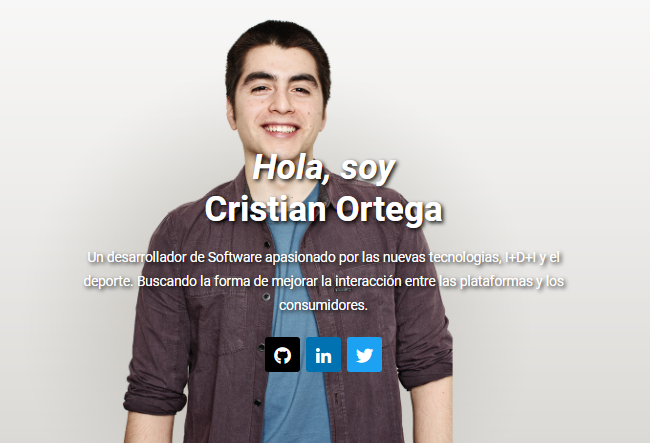 Hola, soy
Cristian Ortega
Un desarrollador de Software apasionado por las nuevas tecnologias, I+D+I y el
deporte. Buscando la forma de mejorar la interacción entre las plataformas y los
consumidores.
in